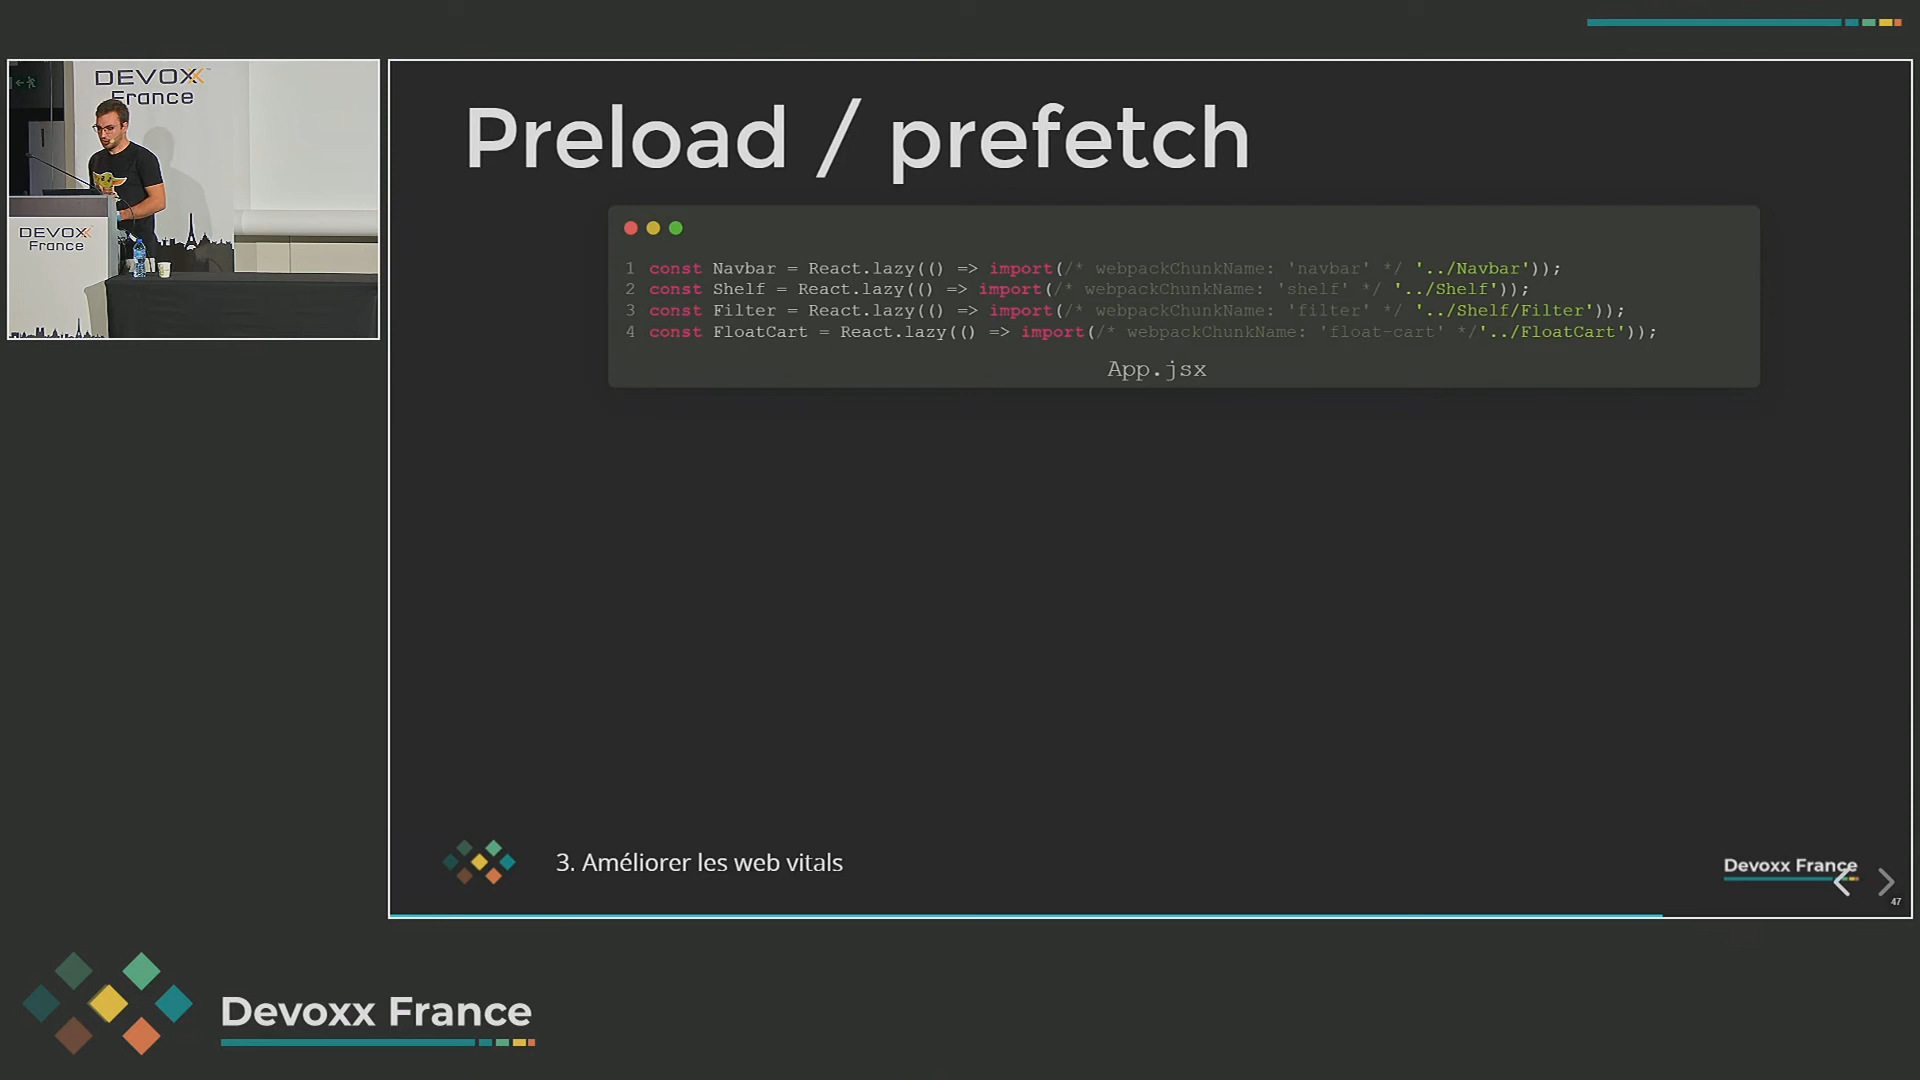 DEVOXX
France
DEVOXX
France
Preload / prefetch
1 const Navbar = React.lazy(() => import(/* webpackChunkName: 'navbar' */ '../Navbar'));
2 const Shelf = React.lazy(() => import(/* webpackChunkName: 'shelf' */ '../Shelf'));
3 const Filter = React.lazy(() => import(/* webpackChunkName: 'filter' */ '../Shelf/Filter'));
4 const FloatCart = React.lazy(() => import(/* webpackChunkName: 'float-cart' */'../FloatCart'));
App.jsx
3. Améliorer les web vitals
Devoxx France
47
Devoxx France